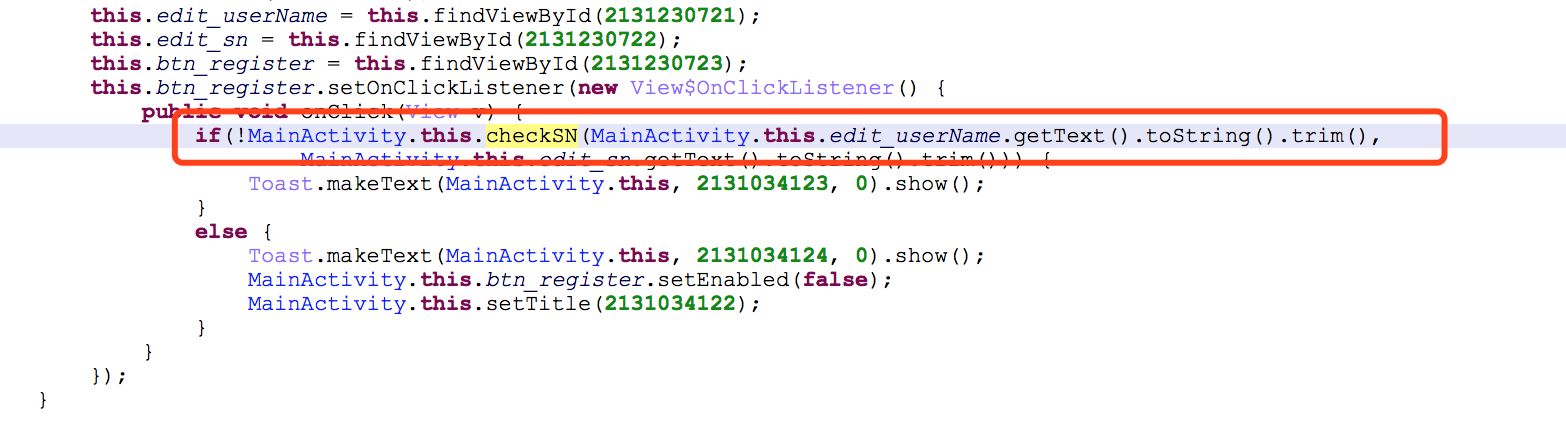 this.edit_userName = this.findViewById(2131230721);
this.edit_sn = this.findViewById(2131230722);
this.btn_register = this.findViewById(2131230723);
this.btn_register.setOnClickListener(new View$OnClickListener() {
public void onClick(View v) {
if(!MainActivity.this.checkSN(MainActivity.this.edit_userName.getText().toString().trim(),
MainActivity.this.edit_sn.getText().toString().trim())) {
Toast.makeText(MainActivity.this, 2131034123, 0).show();
}
else {
Toast.makeText(MainActivity.this, 2131034124, 0).show();
MainActivity.this.btn_register.setEnabled(false);
MainActivity.this.setTitle(2131034122);
}
}
});
}